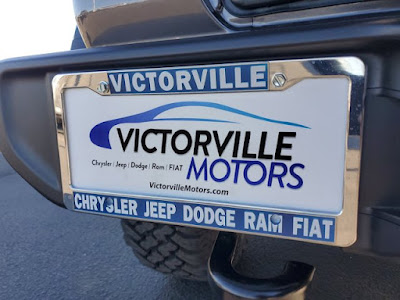 VICTORVILLE
VICTORVILLE
Chrysler | Jeep | Dodge | Ram | FIAT
MOTORS
VictorvilleMotors.com
CHRYSLER JEEP DODGE RAM FIAT